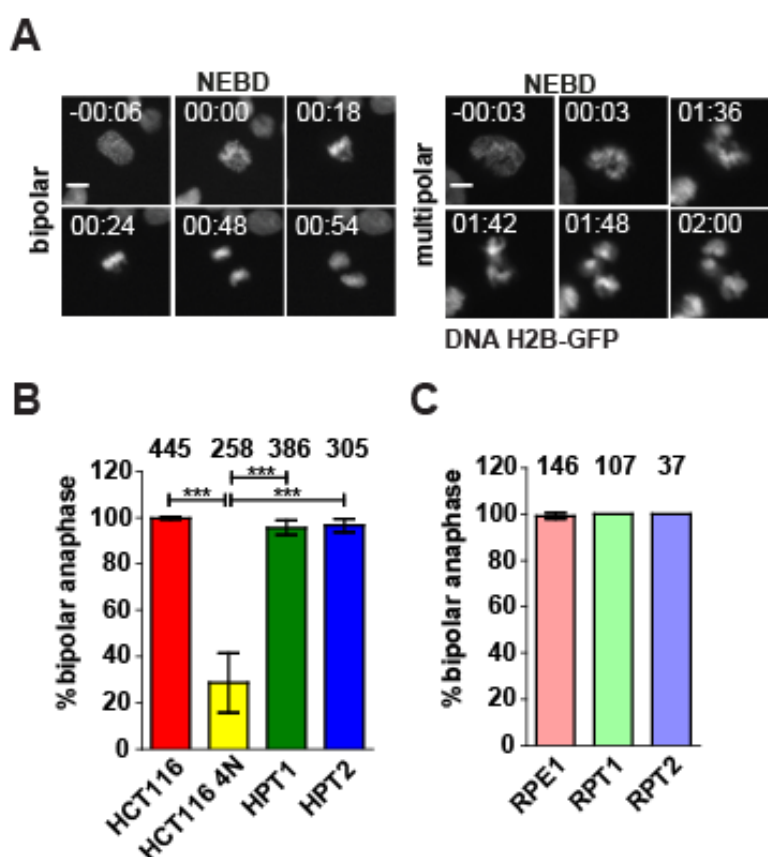 A
NEBD
-00:06 00:00 00:18
bipolar
00:24 00:48 00:54
NEBD
-00:03 00:03 01:36
multipolar
01:42 01:48 02:00
DNA H2B-GFP
B
445 258 386 305
***
*** ***
% bipolar anaphase
120
100
80
60
40
20
0
HCT116
HCT116 4N
HPT1
HPT2
C
146 107 37
% bipolar anaphase
120
100
80
60
40
20
0
RPE1
RPT1
RPT2